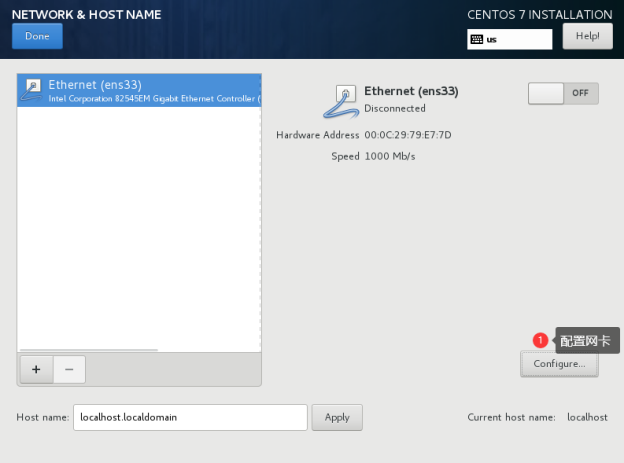 NETWORK & HOST NAME
CENTOS 7 INSTALLATION
Done
us
Help!
Ethernet (ens33)
Intel Corporation 82545EM Gigabit Ethernet Controller (
Ethernet (ens33)
Disconnected
OFF
Hardware Address 00:0C:29:79:E7:7D
Speed 1000 Mb/s
1 配置网卡
+ −
Configure...
Host name: localhost.localdomain Apply
Current host name: localhost